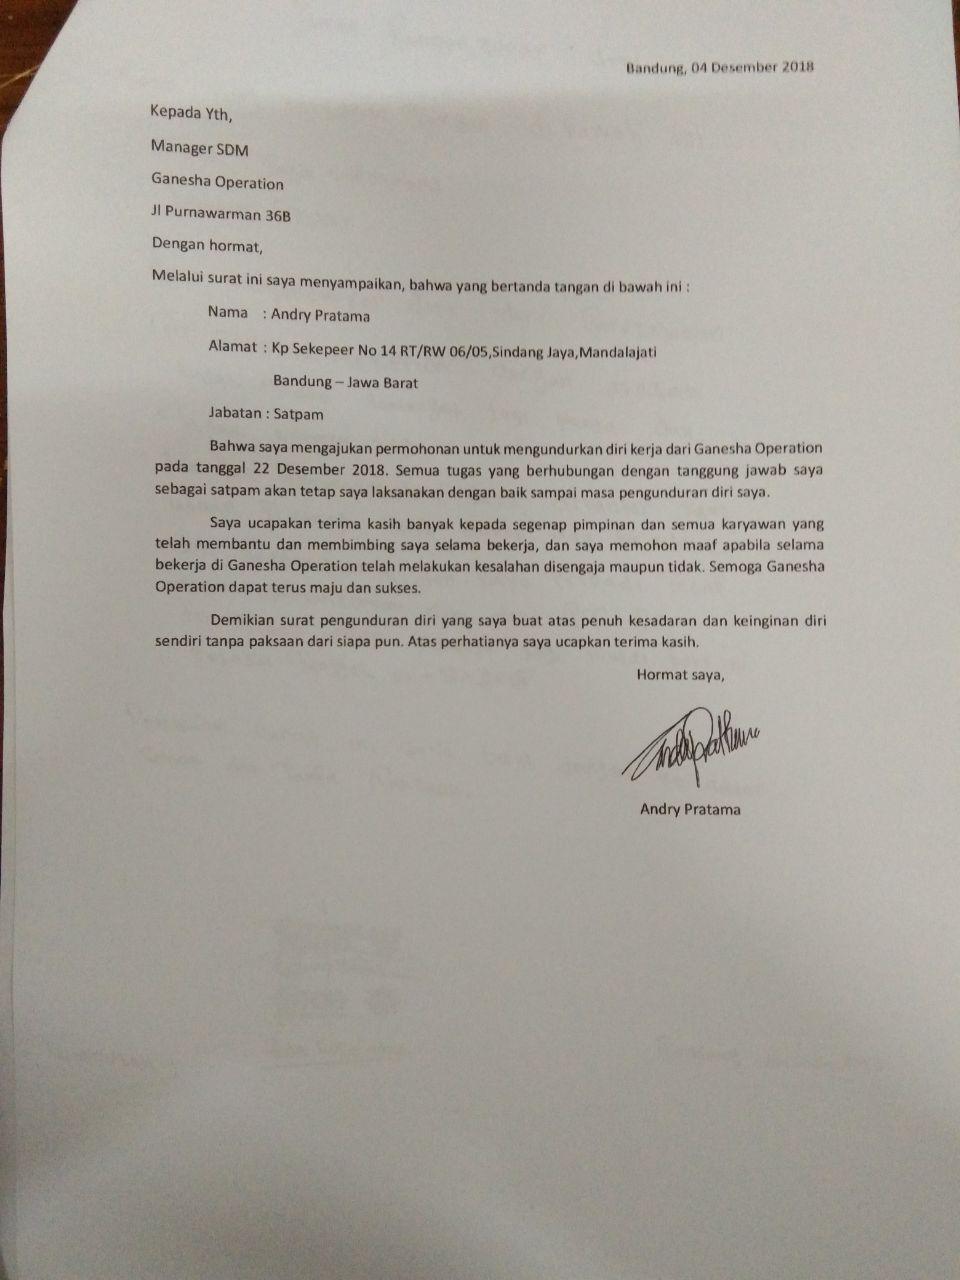 Bandung, 04 Desember 2018
Kepada Yth,
Manager SDM
Ganesha Operation
Jl Purnawarman 36B
Dengan hormat,
Melalui surat ini saya menyampaikan, bahwa yang bertanda tangan di bawah ini :
Nama : Andry Pratama
Alamat : Kp Sekepeer No 14 RT/RW 06/05,Sindang Jaya,Mandalajati
Bandung – Jawa Barat
Jabatan : Satpam
Bahwa saya mengajukan permohonan untuk mengundurkan diri kerja dari Ganesha Operation
pada tanggal 22 Desember 2018. Semua tugas yang berhubungan dengan tanggung jawab saya
sebagai satpam akan tetap saya laksanakan dengan baik sampai masa pengunduran diri saya.
Saya ucapakan terima kasih banyak kepada segenap pimpinan dan semua karyawan yang
telah membantu dan membimbing saya selama bekerja, dan saya memohon maaf apabila selama
bekerja di Ganesha Operation telah melakukan kesalahan disengaja maupun tidak. Semoga Ganesha
Operation dapat terus maju dan sukses.
Demikian surat pengunduran diri yang saya buat atas penuh kesadaran dan keinginan diri
sendiri tanpa paksaan dari siapa pun. Atas perhatianya saya ucapkan terima kasih.
Hormat saya,
Andry Pratama